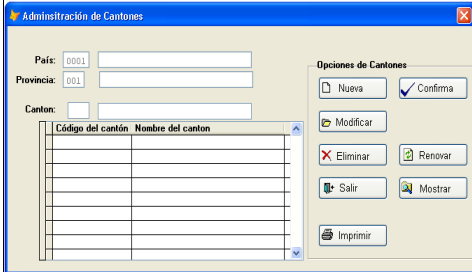 Adminsitración de Cantones
País: 0001
Provincia: 001
Canton:
Código del cantón Nombre del canton
Opciones de Cantones
Nueva Confirma
Modificar
Eliminar Renovar
Salir Mostrar
Imprimir